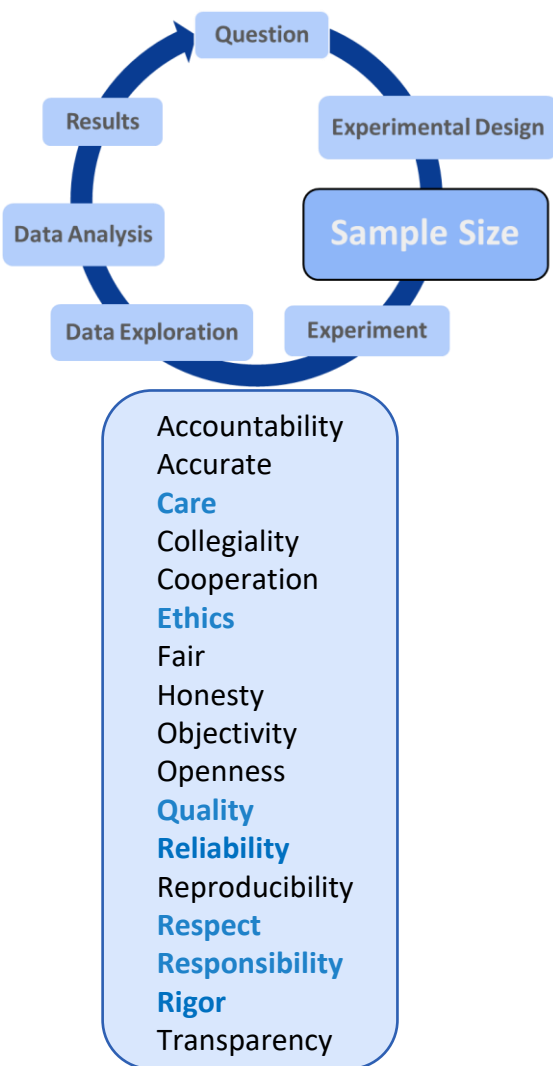 Question
Experimental Design
Sample Size
Experiment
Data Exploration
Data Analysis
Results
Accountability
Accurate
Care
Collegiality
Cooperation
Ethics
Fair
Honesty
Objectivity
Openness
Quality
Reliability
Reproducibility
Respect
Responsibility
Rigor
Transparency